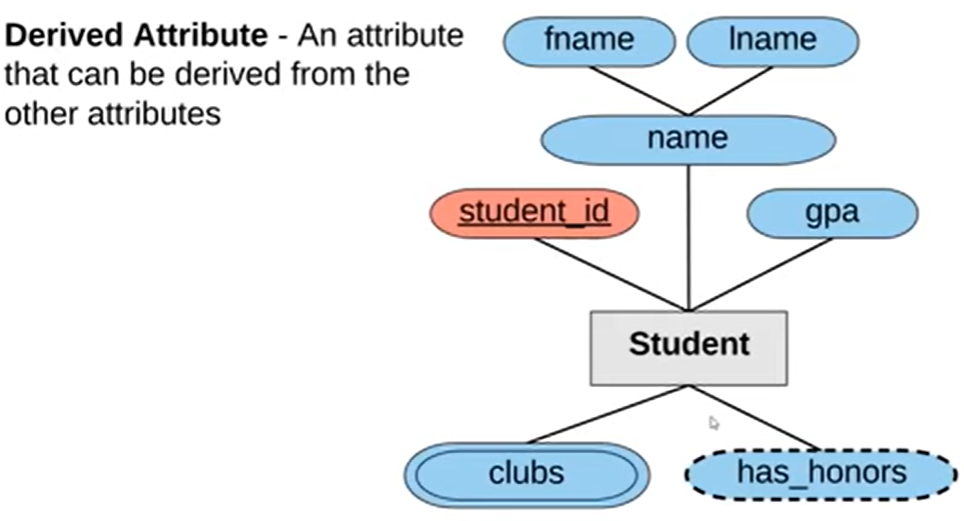 Derived Attribute - An attribute
that can be derived from the
other attributes
fname
lname
name
student_id
gpa
Student
clubs
has_honors